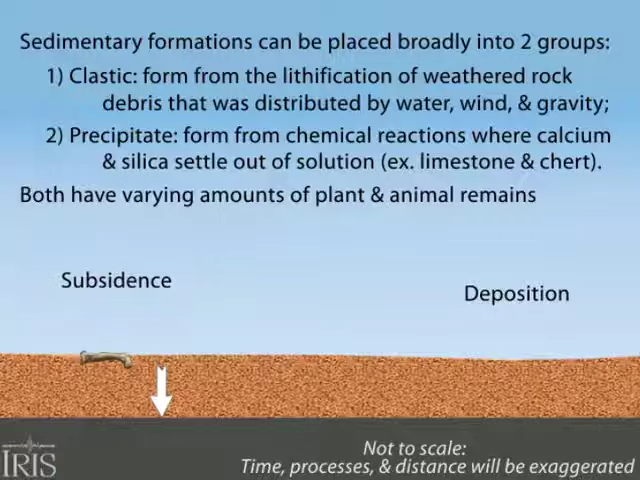 Sedimentary formations can be placed broadly into 2 groups:
1) Clastic: form from the lithification of weathered rock
debris that was distributed by water, wind, & gravity;
2) Precipitate: form from chemical reactions where calcium
& silica settle out of solution (ex. limestone & chert).
Both have varying amounts of plant & animal remains
Subsidence
Deposition
Not to scale:
Time, processes, & distance will be exaggerated
IRIS